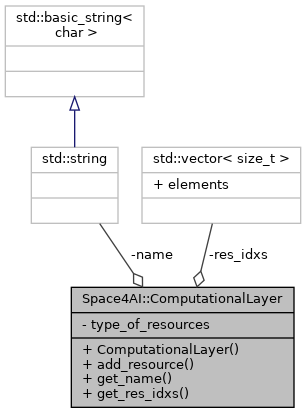 std::basic_string<
char >
std::string
std::vector< size_t >
+ elements
-name
-res_idxs
Space4AI::ComputationalLayer
- type_of_resources
+ ComputationalLayer()
+ add_resource()
+ get_name()
+ get_res_idxs()